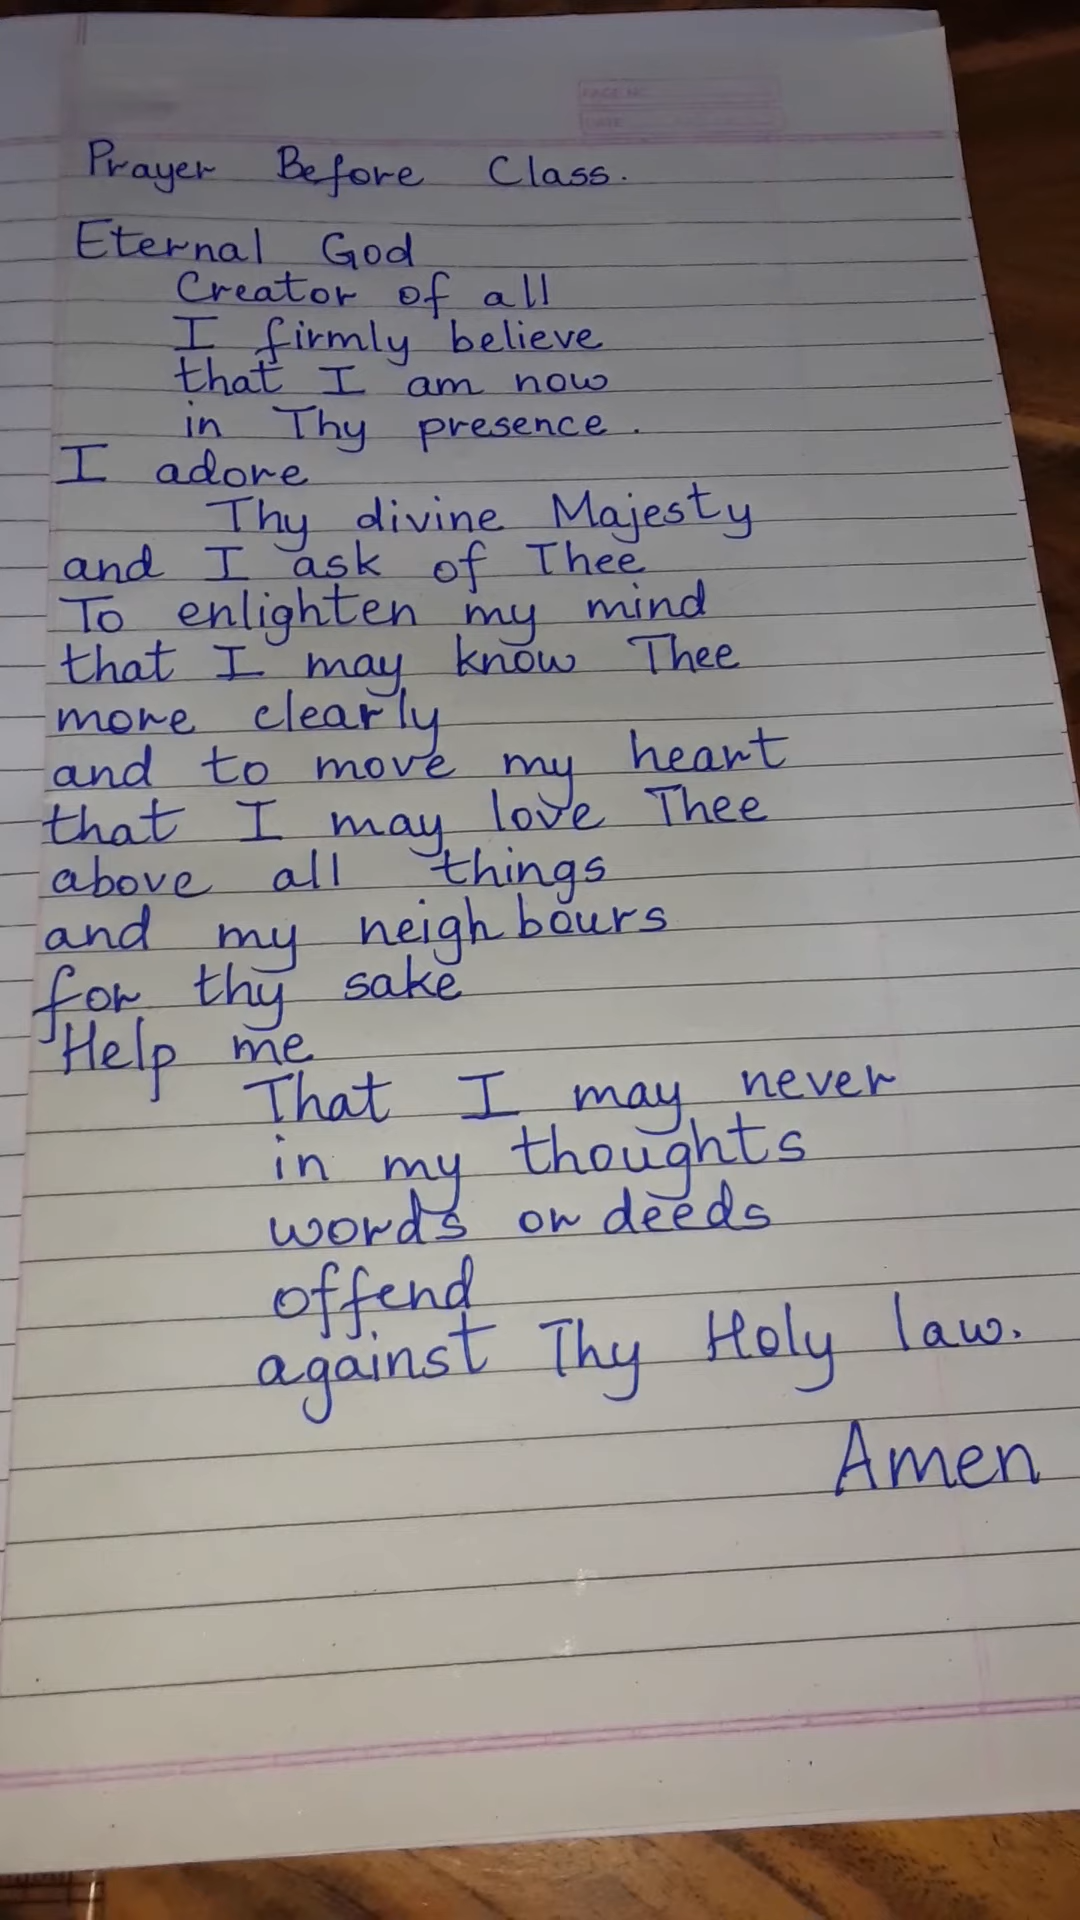 PAGE NO
DATE
Prayer Before Class.
Eternal God
Creator of all
I firmly believe
that I am now
in Thy presence.
I adore
Thy divine Majesty
and I ask of Thee
To enlighten my mind
that I may know Thee
more clearly
and to move my heart
that I may love Thee
above all things
and my neighbours
for thy sake
Help me
That I may never
in my thoughts
words or deeds
offend
against Thy Holy law.
Amen